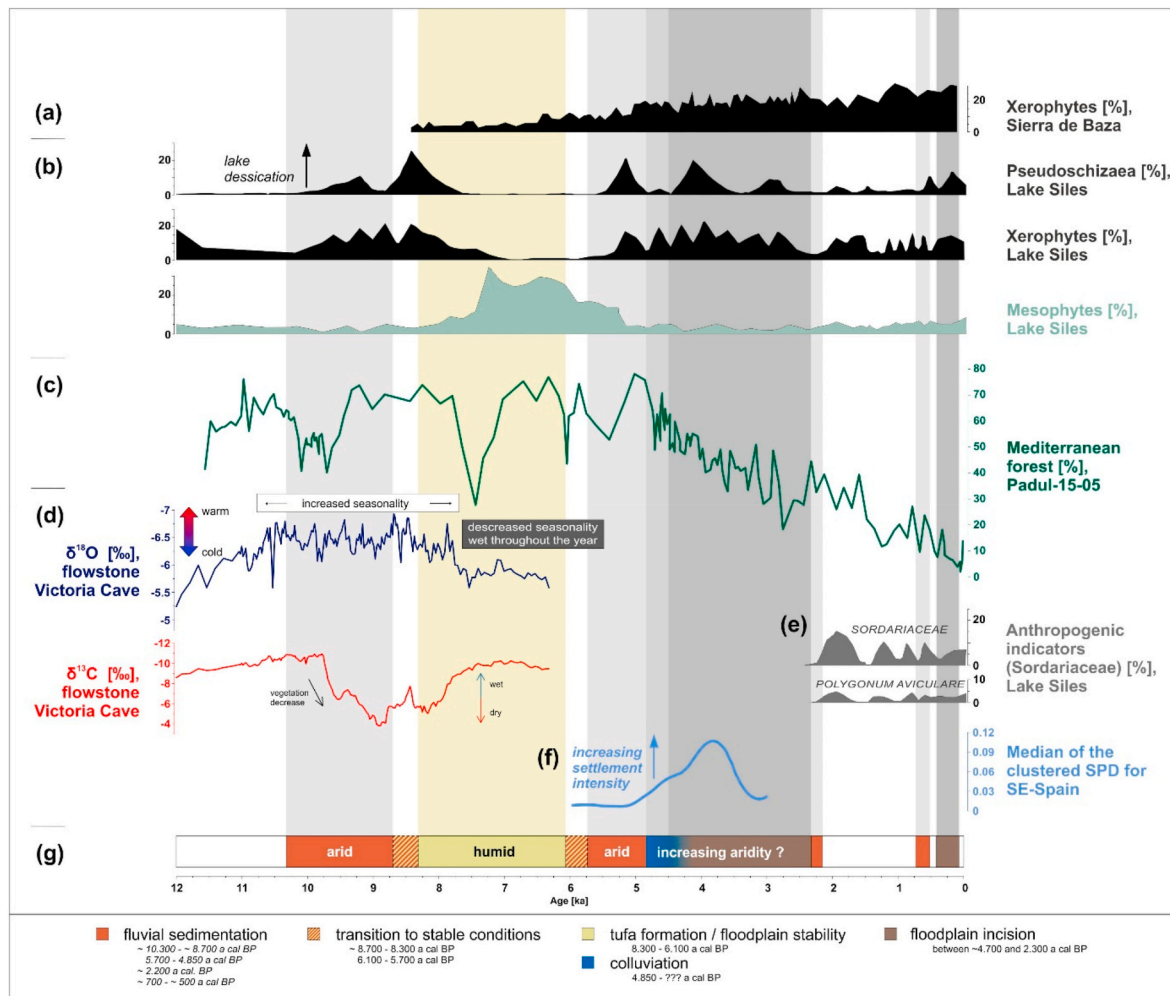 (a)
20
0
Xerophytes [%],
Sierra de Baza
(b)
lake
dessication
20
0
Pseudoschizaea [%],
Lake Siles
20
0
Xerophytes [%],
Lake Siles
20
0
Mesophytes [%],
Lake Siles
(c)
80
70
60
50
40
30
20
10
0
Mediterranean
forest [%],
Padul-15-05
(d)
increased seasonality
descreased seasonality
wet throughout the year
warm
cold
-7
-6.5
-6
-5.5
-5
δ18O [‰],
flowstone
Victoria Cave
-12
-10
-8
-6
-4
δ13C [‰],
flowstone
Victoria Cave
vegetation
decrease
wet
dry
(e)
SORDARIACEAE
20
0
POLYGONUM AVICULARE
10
0
Anthropogenic
indicators
(Sordariaceae) [%],
Lake Siles
(f)
increasing
settlement
intensity
0.12
0.09
0.06
0.03
0
Median of the
clustered SPD for
SE-Spain
(g)
arid humid arid increasing aridity ?
12 11 10 9 8 7 6 5 4 3 2 1 0
Age [ka]
fluvial sedimentation
~ 10.300 - ~ 8.700 a cal BP
5.700 - 4.850 a cal BP
~ 2.200 a cal. BP
~ 700 - ~ 500 a cal BP
transition to stable conditions
~ 8.700 - 8.300 a cal BP
6.100 - 5.700 a cal BP
tufa formation / floodplain stability
8.300 - 6.100 a cal BP
colluviation
4.850 - ??? a cal BP
floodplain incision
between ~4.700 and 2.300 a cal BP